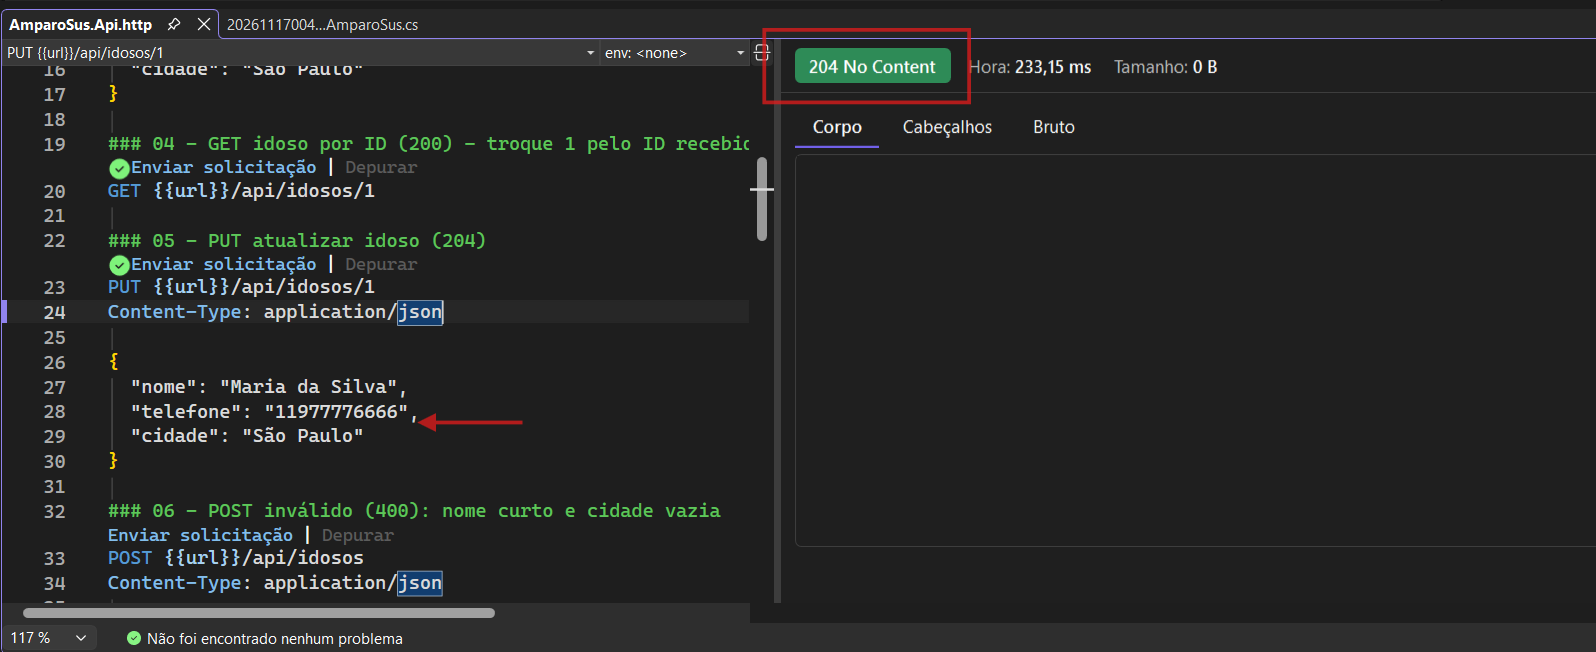 AmparoSus.Api.http
20261117004...AmparoSus.cs
PUT {{url}}/api/idosos/1
env: <none>
16 "cidade": "São Paulo"
17 }
18
19 ### 04 - GET idoso por ID (200) - troque 1 pelo ID recebid
Enviar solicitação | Depurar
20 GET {{url}}/api/idosos/1
21
22 ### 05 - PUT atualizar idoso (204)
Enviar solicitação | Depurar
23 PUT {{url}}/api/idosos/1
24 Content-Type: application/json
25
26 {
27 "nome": "Maria da Silva",
28 "telefone": "11977776666",
29 "cidade": "São Paulo"
30 }
31
32 ### 06 - POST inválido (400): nome curto e cidade vazia
Enviar solicitação | Depurar
33 POST {{url}}/api/idosos
34 Content-Type: application/json
117 %
Não foi encontrado nenhum problema
204 No Content
Hora: 233,15 ms
Tamanho: 0 B
Corpo
Cabeçalhos
Bruto